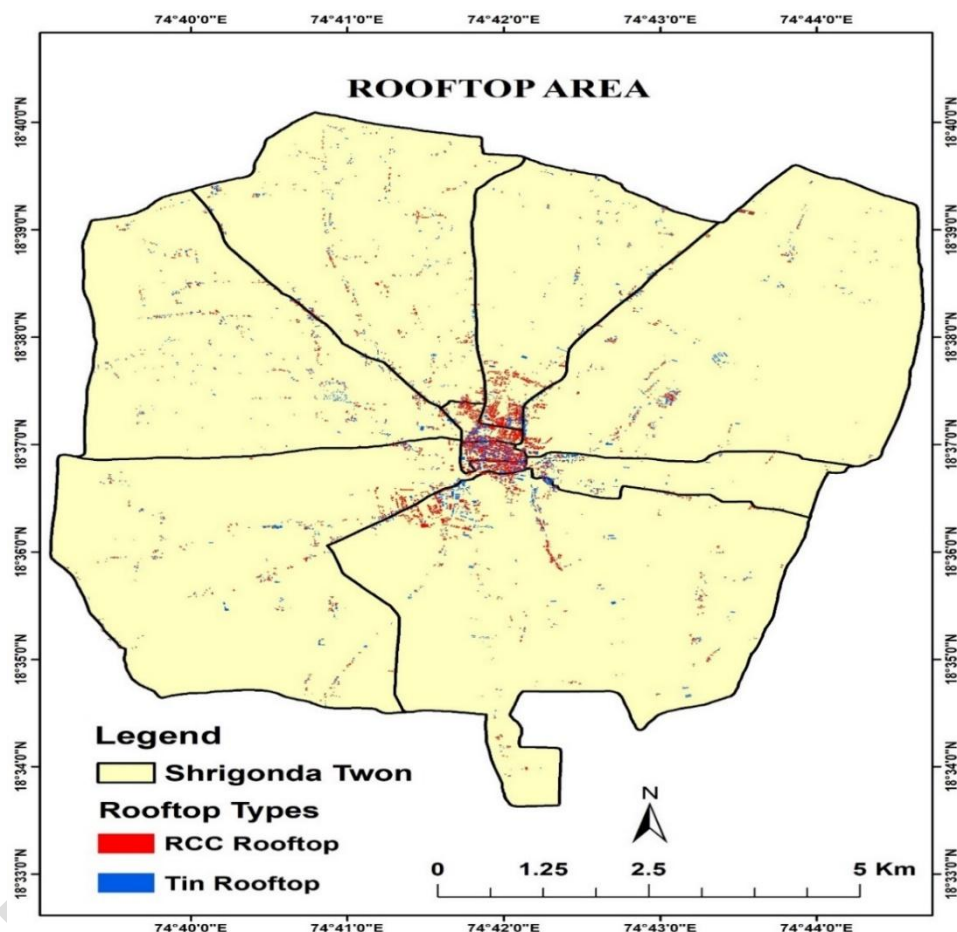 74°40'0"E 74°41'0"E 74°42'0"E 74°43'0"E 74°44'0"E
ROOFTOP AREA
18°40'0"N 18°40'0"N
18°39'0"N 18°39'0"N
18°38'0"N 18°38'0"N
18°37'0"N 18°37'0"N
18°36'0"N 18°36'0"N
18°35'0"N 18°35'0"N
18°34'0"N 18°34'0"N
18°33'0"N 18°33'0"N
Legend
Shrigonda Twon
Rooftop Types
RCC Rooftop
Tin Rooftop
N
0 1.25 2.5 5 Km
74°40'0"E 74°41'0"E 74°42'0"E 74°43'0"E 74°44'0"E